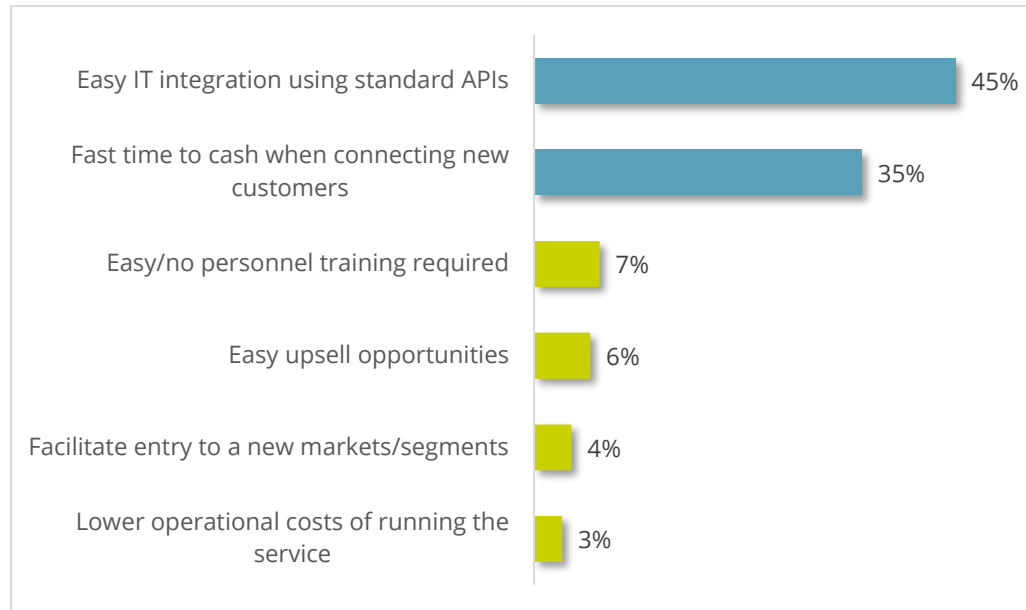 Easy IT integration using standard APIs
45%
Fast time to cash when connecting new
customers
35%
Easy/no personnel training required
7%
Easy upsell opportunities
6%
Facilitate entry to a new markets/segments
4%
Lower operational costs of running the
service
3%